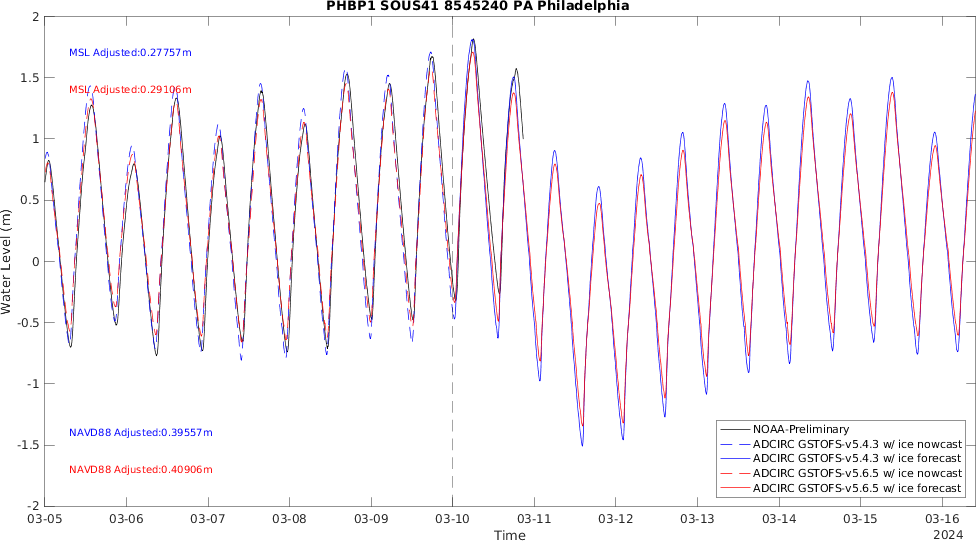 PHBP1 SOUS41 8545240 PA Philadelphia
2
1.5
1
0.5
0
-0.5
-1
-1.5
-2
Water Level (m)
MSL Adjusted:0.27757m
MSL Adjusted:0.29106m
NAVD88 Adjusted:0.39557m
NAVD88 Adjusted:0.40906m
NOAA-Preliminary
ADCIRC GSTOFS-v5.4.3 w/ ice nowcast
ADCIRC GSTOFS-v5.4.3 w/ ice forecast
ADCIRC GSTOFS-v5.6.5 w/ ice nowcast
ADCIRC GSTOFS-v5.6.5 w/ ice forecast
03-05 03-06 03-07 03-08 03-09 03-10 03-11 03-12 03-13 03-14 03-15 03-16
Time
2024